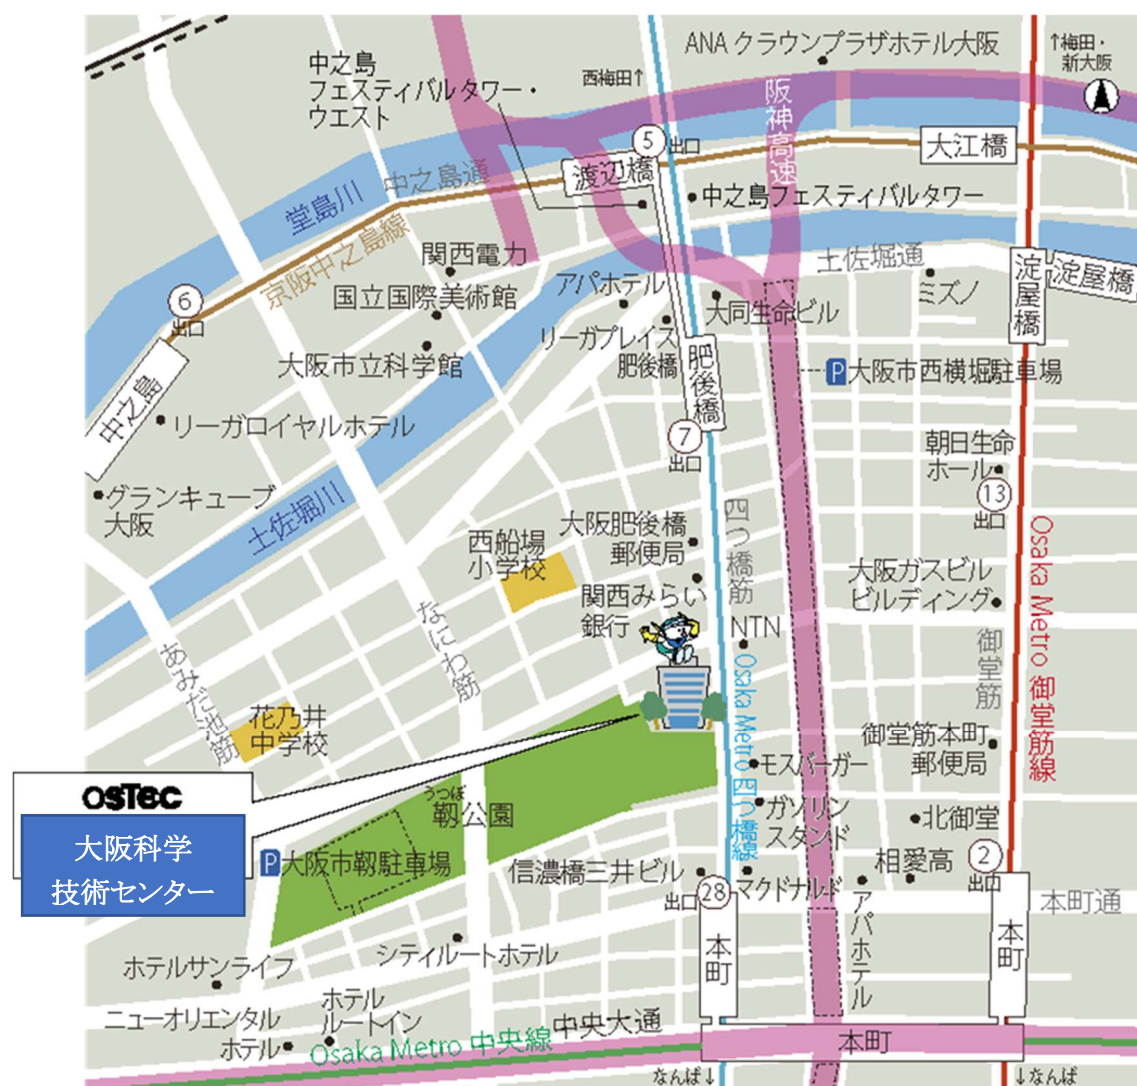 ANA クラウンプラザホテル大阪
↑梅田・
新大阪
中之島
フェスティバルタワー・
ウエスト
西梅田↑
阪神高速
5
出口
大江橋
渡辺橋
中之島通
堂島川
中之島フェスティバルタワー
京阪中之島線
関西電力
土佐堀通
淀屋橋
淀屋橋
6
出口
国立国際美術館
アパホテル
ミズノ
大同生命ビル
リーガプレイス
肥後橋
大阪市立科学館
肥後橋
P
大阪市西横堀駐車場
中之島
リーガロイヤルホテル
7
出口
朝日生命
ホール
グランキューブ
大阪
13
出口
土佐堀川
四つ橋筋
大阪肥後橋
郵便局
西船場
小学校
Osaka Metro 御堂筋線
大阪ガスビル
ビルディング
関西みらい
銀行
NTN
なにわ筋
あみだ池筋
御堂筋
Osaka Metro 四つ橋線
花乃井
中学校
御堂筋本町
郵便局
モスバーガー
OSTEC
大阪科学
技術センター
うつぼ
靭公園
ガソリン
スタンド
北御堂
P
大阪市靭駐車場
信濃橋三井ビル
相愛高
2
出口
マクドナルド
28
出口
本町通
アパホテル
本町
本町
シティルートホテル
ホテルサンライフ
ホテル
ルートイン
ニューオリエンタル
ホテル
中央大通
Osaka Metro 中央線
本町
なんば↓
↓なんば